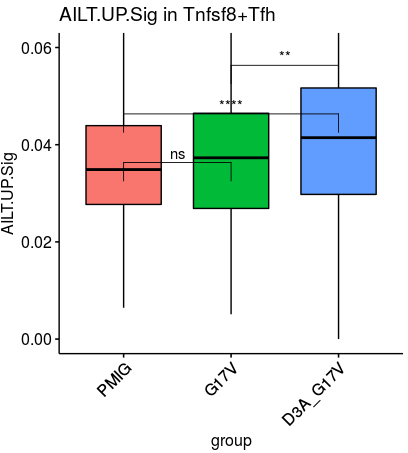 AILT.UP.Sig in Tnfsf8+Tfh
**
****
ns
0.06
0.04
0.02
0.00
AILT.UP.Sig
PMIG
G17V
D3A_G17V
group